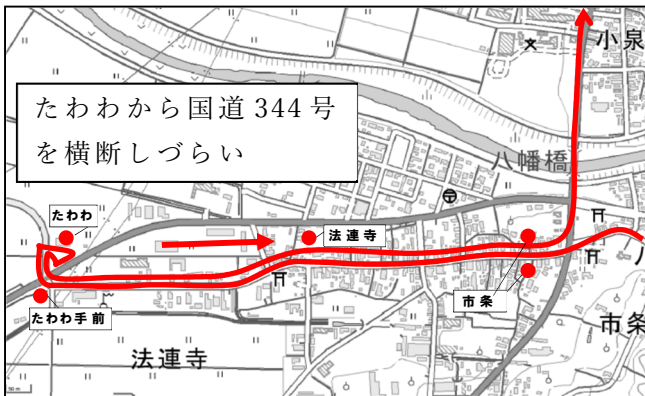 小泉
たわわから国道344号
を横断しづらい
八幡橋
たわわ
法連寺
市条
たわわ手前
八
市条
法連寺